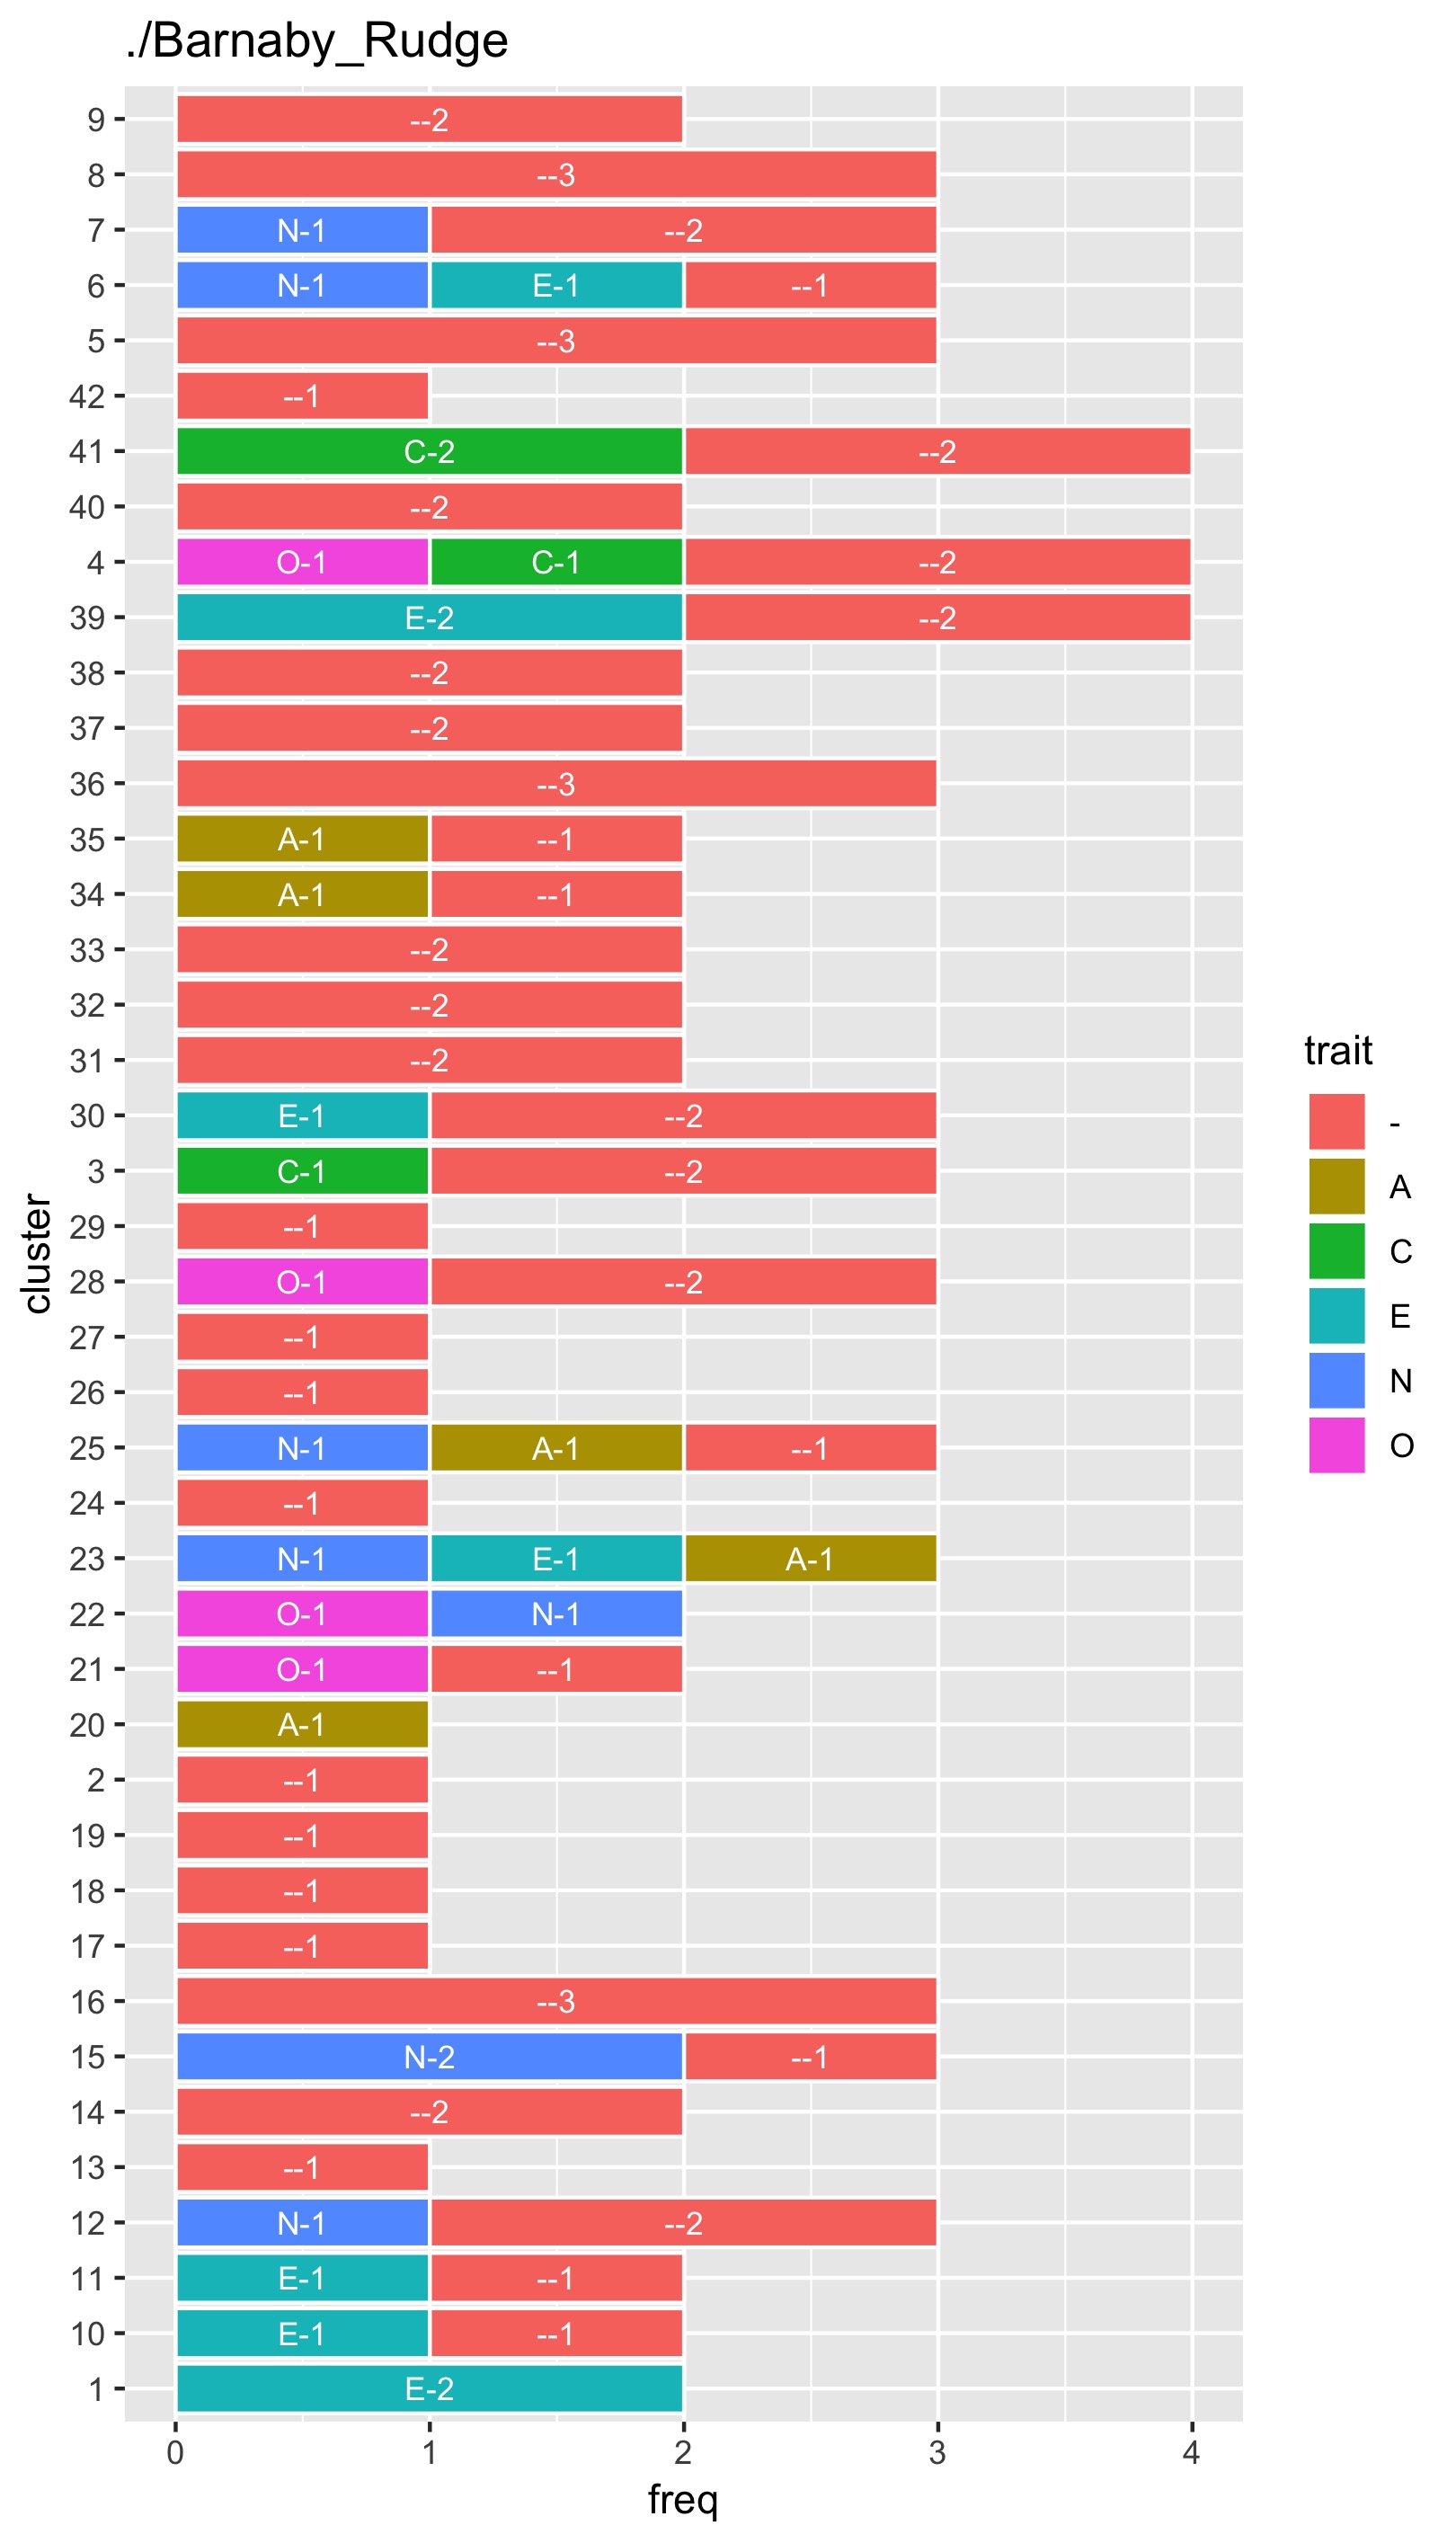 ./Barnaby_Rudge
9 --2
8 --3
7 N-1 --2
6 N-1 E-1 --1
5 --3
42 --1
41 C-2 --2
40 --2
4 O-1 C-1 --2
39 E-2 --2
38 --2
37 --2
36 --3
35 A-1 --1
34 A-1 --1
33 --2
32 --2
31 --2
30 E-1 --2
3 C-1 --2
29 --1
28 O-1 --2
27 --1
26 --1
25 N-1 A-1 --1
24 --1
23 N-1 E-1 A-1
22 O-1 N-1
21 O-1 --1
20 A-1
2 --1
19 --1
18 --1
17 --1
16 --3
15 N-2 --1
14 --2
13 --1
12 N-1 --2
11 E-1 --1
10 E-1 --1
1 E-2
0 1 2 3 4
freq
cluster
trait
-
A
C
E
N
O